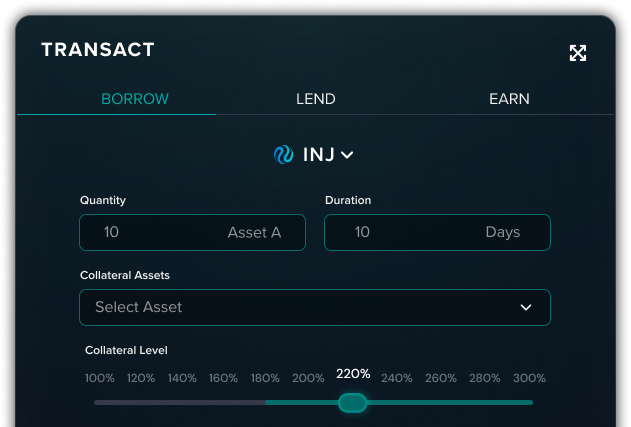 TRANSACT
BORROW LEND EARN
INJ
Quantity Duration
10 Asset A 10 Days
Collateral Assets
Select Asset
Collateral Level
100% 120% 140% 160% 180% 200% 220% 240% 260% 280% 300%